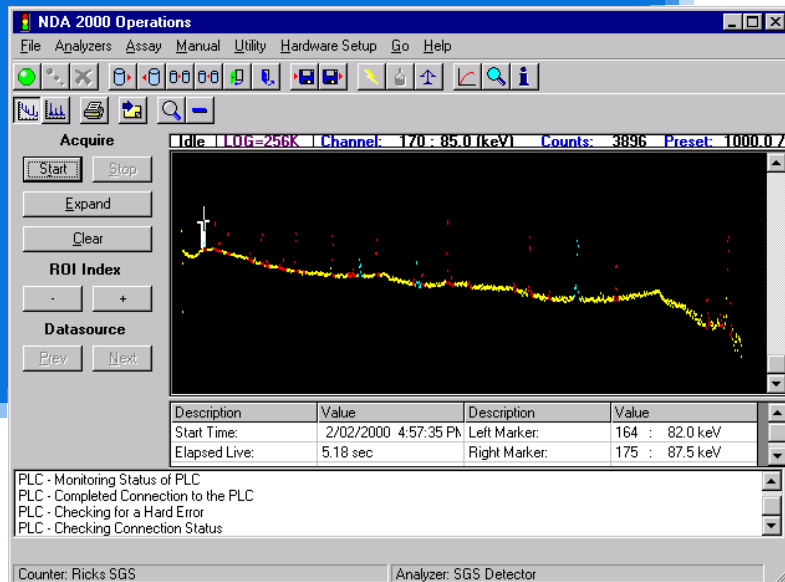 NDA 2000 Operations
File Analyzers Assay Manual Utility Hardware Setup Go Help
Acquire
Start Stop
Expand
Clear
ROI Index
- +
Datasource
Prev Next
Idle LOG=256K Channel: 170 : 85.0 (keV) Counts: 3896 Preset: 1000.0 /
Description Value Description Value
Start Time: 2/02/2000 4:57:35 PM Left Marker: 164 : 82.0 keV
Elapsed Live: 5.18 sec Right Marker: 175 : 87.5 keV
PLC - Monitoring Status of PLC
PLC - Completed Connection to the PLC
PLC - Checking for a Hard Error
PLC - Checking Connection Status
Counter: Ricks SGS Analyzer: SGS Detector